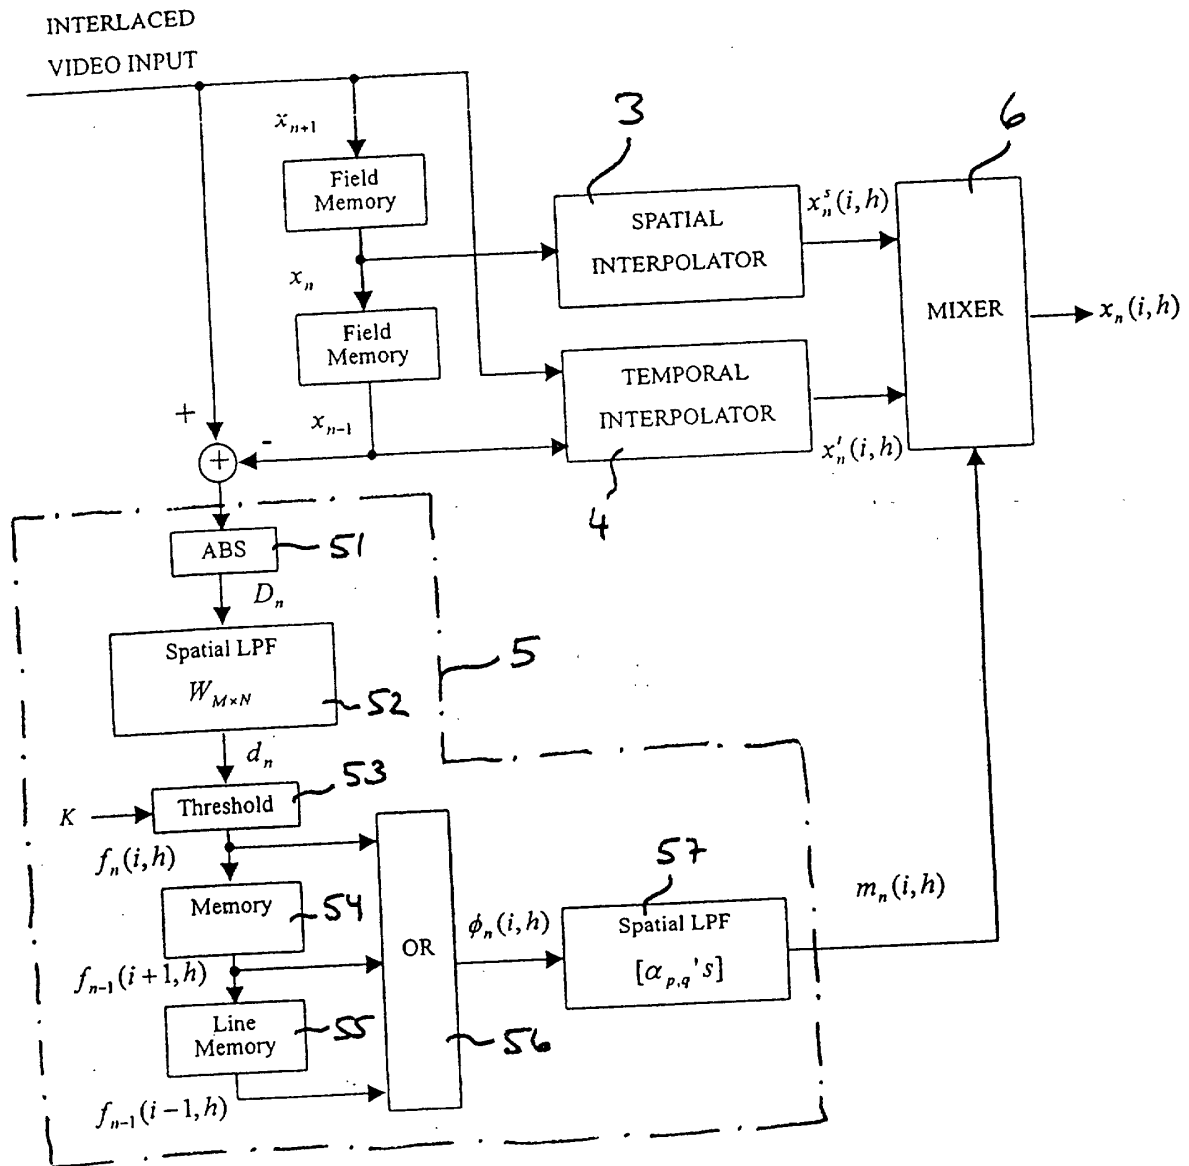 INTERLACED
VIDEO INPUT
x_{n+1}
Field
Memory
x_n
Field
Memory
x_{n-1}
+
-
+
3
SPATIAL
INTERPOLATOR
x_n^s(i,h)
6
MIXER
x_n(i,h)
TEMPORAL
INTERPOLATOR
4
x_n^t(i,h)
ABS
51
D_n
Spatial LPF
W_{M×N}
52
5
d_n
K
Threshold
53
f_n(i,h)
Memory
54
f_{n-1}(i+1,h)
Line
Memory
55
f_{n-1}(i-1,h)
OR
56
ϕ_n(i,h)
57
Spatial LPF
[α_{p,q}'s]
m_n(i,h)